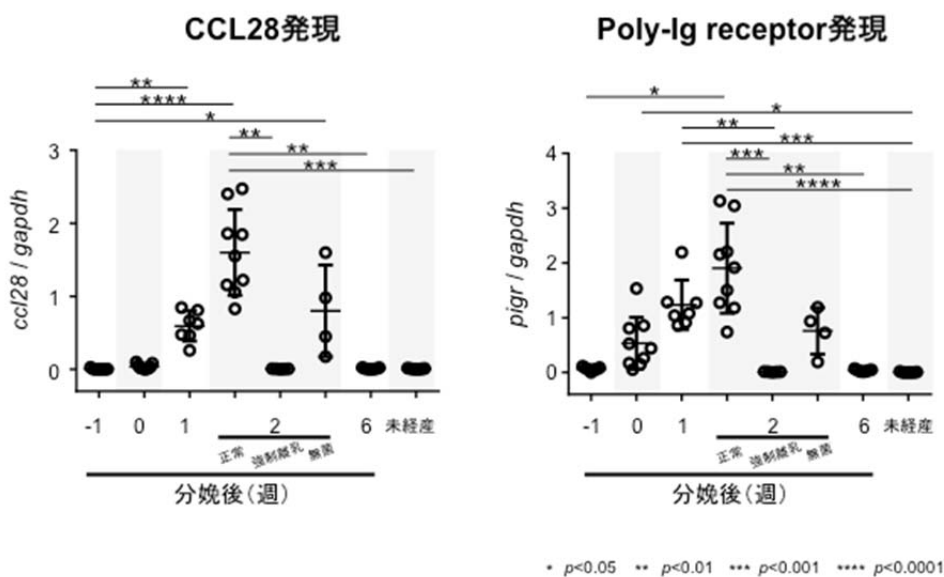 CCL28発現
**
****
*
**
**
***
3
2
1
0
ccl28 / gapdh
-1 0 1 2 6 未経産
正常 強制離乳 無菌
分娩後（週）
Poly-Ig receptor発現
*
*
**
***
***
**
****
4
3
2
1
0
pigr / gapdh
-1 0 1 2 6 未経産
正常 強制離乳 無菌
分娩後（週）
* p<0.05 ** p<0.01 *** p<0.001 **** p<0.0001